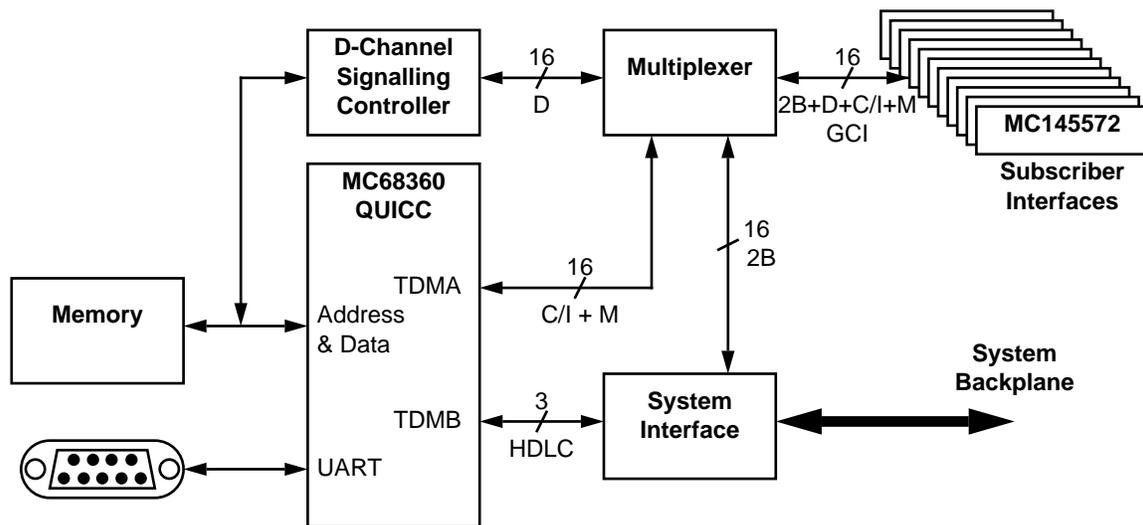 D-Channel
Signalling
Controller
16
D
Multiplexer
16
2B+D+C/I+M
GCI
MC145572
Subscriber
Interfaces
MC68360
QUICC
16
2B
TDMA
16
C/I + M
Memory
Address
& Data
System
Backplane
TDMB
3
HDLC
System
Interface
UART